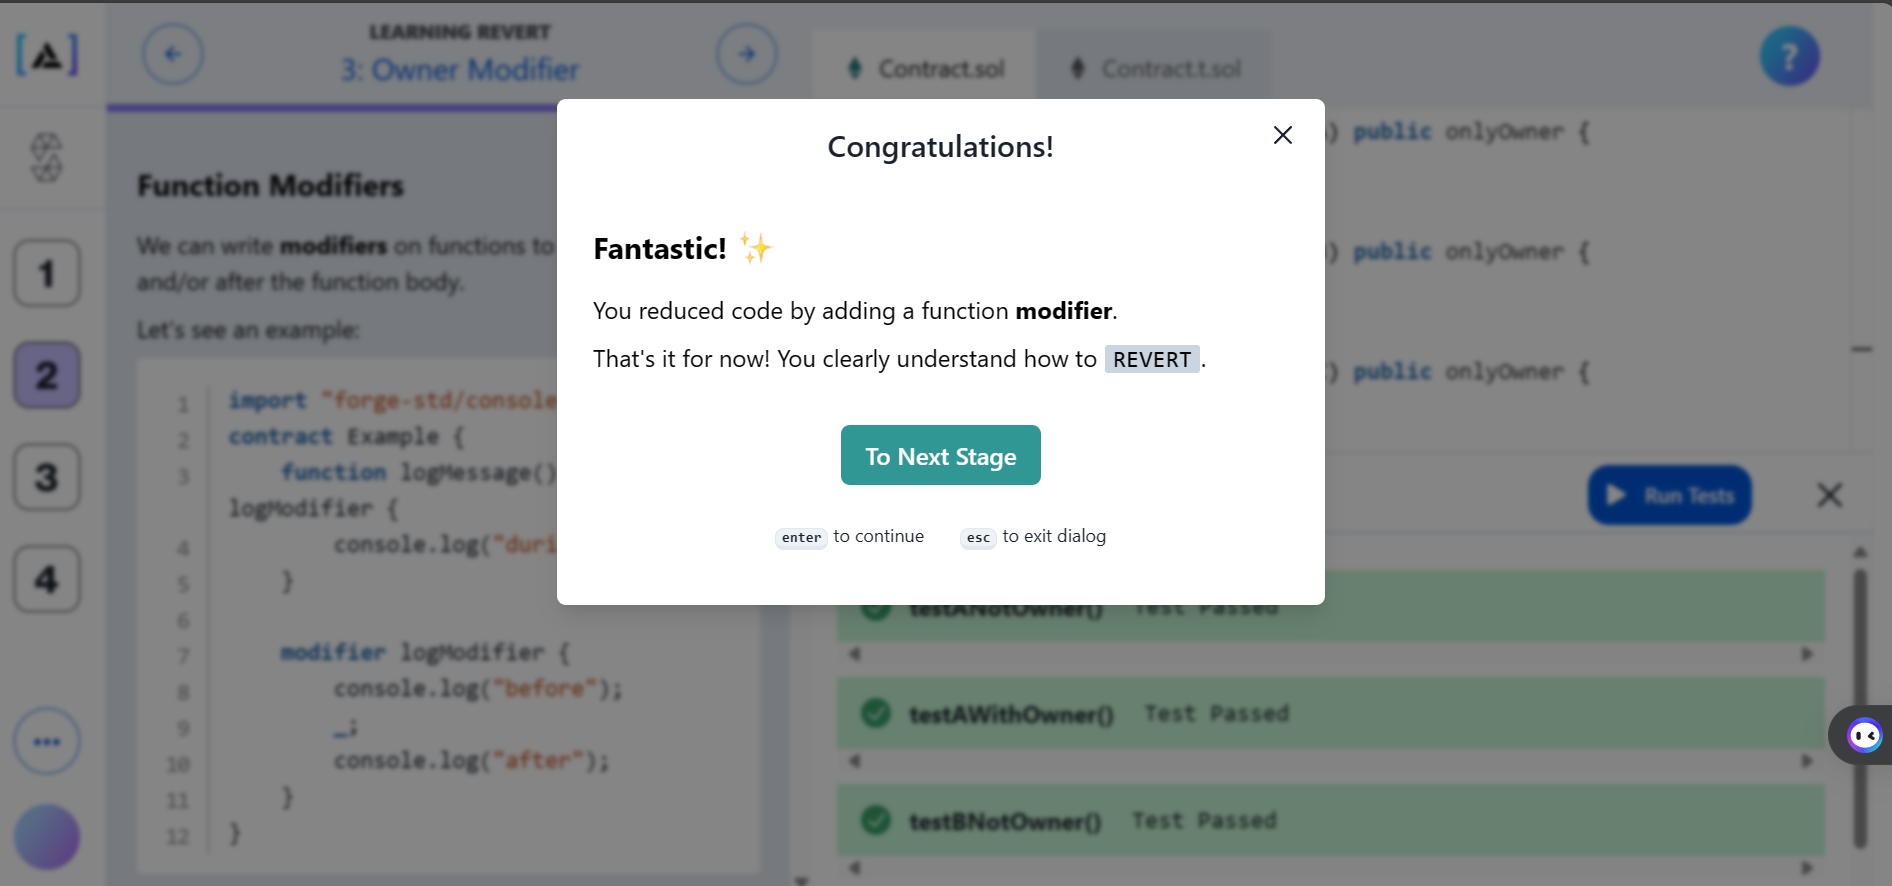 LEARNING REVERT
3: Owner Modifier
Contract.sol
Contract.t.sol
?
Function Modifiers
We can write modifiers on functions to
and/or after the function body.
Let's see an example:
1
2
3
4
1 import "forge-std/console
2 contract Example {
3 function logMessage()
logModifier {
4 console.log("duri
5 }
6
7 modifier logModifier {
8 console.log("before");
9 _;
10 console.log("after");
11 }
12 }
Congratulations!
Fantastic! ✨
You reduced code by adding a function modifier.
That's it for now! You clearly understand how to REVERT.
To Next Stage
enter to continue esc to exit dialog
) public onlyOwner {
) public onlyOwner {
) public onlyOwner {
Run Tests
testANotOwner() Test Passed
testAWithOwner() Test Passed
testBNotOwner() Test Passed